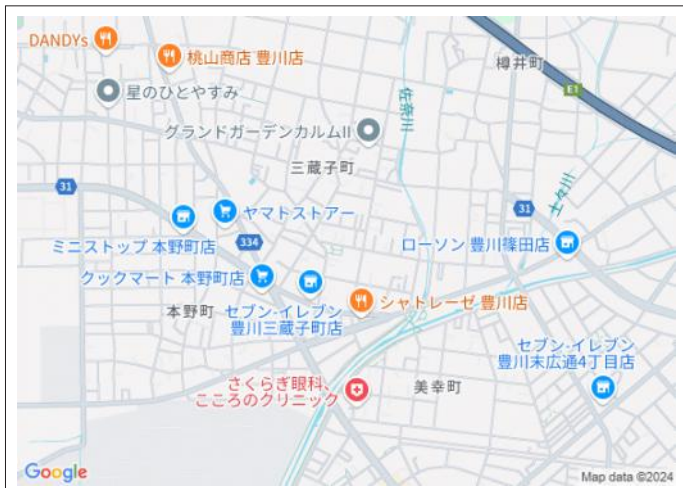 DANDYs
桃山商店 豊川店
樽井町
E1
星のひとやすみ
佐奈川
グランドガーデンカルムII
三蔵子町
31
ヤマトストアー
31
ミニストップ 本野町店
334
ローソン 豊川篠田店
クックマート 本野町店
本野町
セブン-イレブン
豊川三蔵子町店
シャトレーゼ 豊川店
セブン-イレブン
豊川末広通4丁目店
さくらぎ眼科、
こころのクリニック
美幸町
Google
Map data ©2024